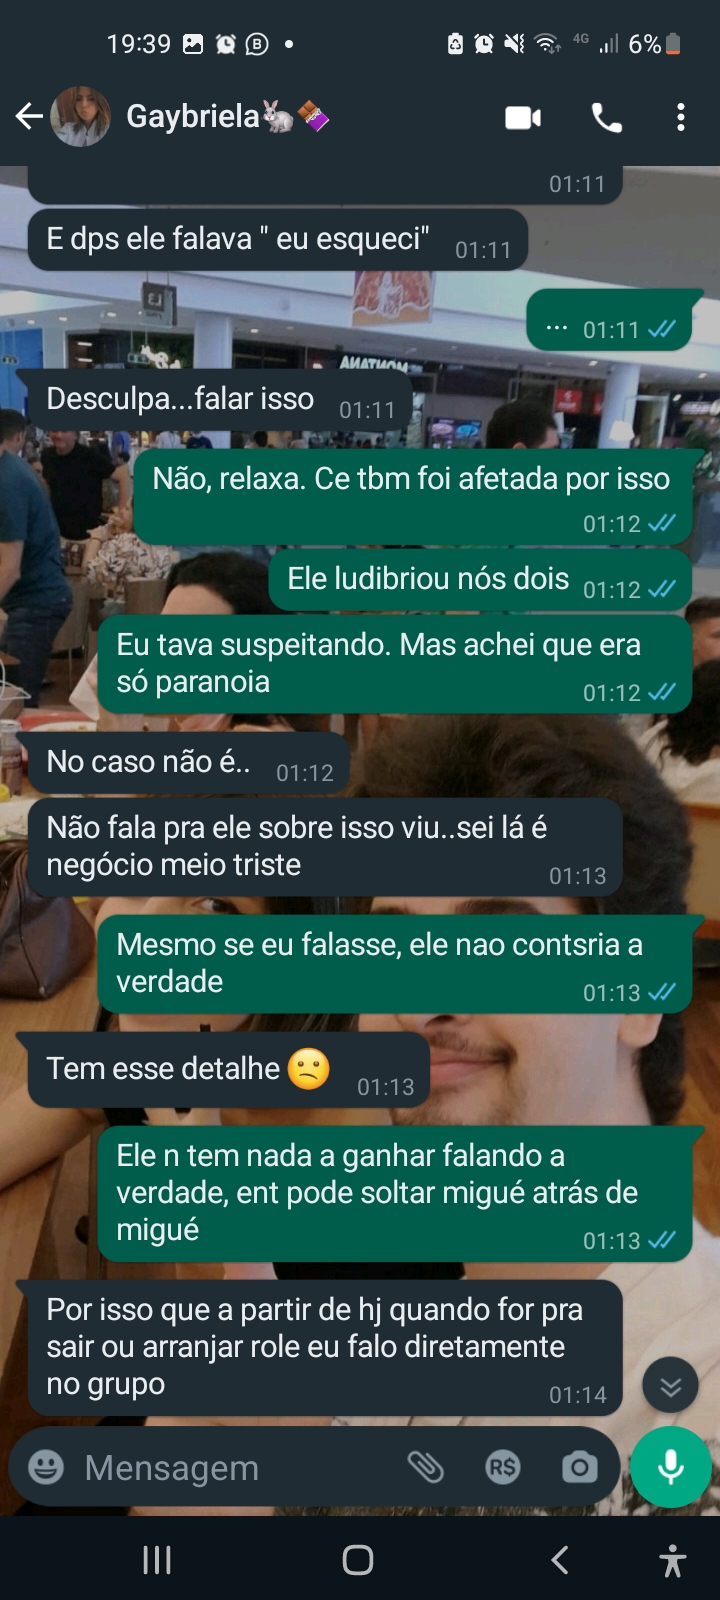 19:39
4G
6%
Gaybriela🐇🍫
01:11
E dps ele falava " eu esqueci" 01:11
... 01:11
Desculpa...falar isso 01:11
Não, relaxa. Ce tbm foi afetada por isso
01:12
Ele ludibriou nós dois 01:12
Eu tava suspeitando. Mas achei que era
só paranoia 01:12
No caso não é.. 01:12
Não fala pra ele sobre isso viu..sei lá é
negócio meio triste 01:13
Mesmo se eu falasse, ele nao contsria a
verdade 01:13
Tem esse detalhe 😕 01:13
Ele n tem nada a ganhar falando a
verdade, ent pode soltar migué atrás de
migué 01:13
Por isso que a partir de hj quando for pra
sair ou arranjar role eu falo diretamente
no grupo 01:14
Mensagem
R$